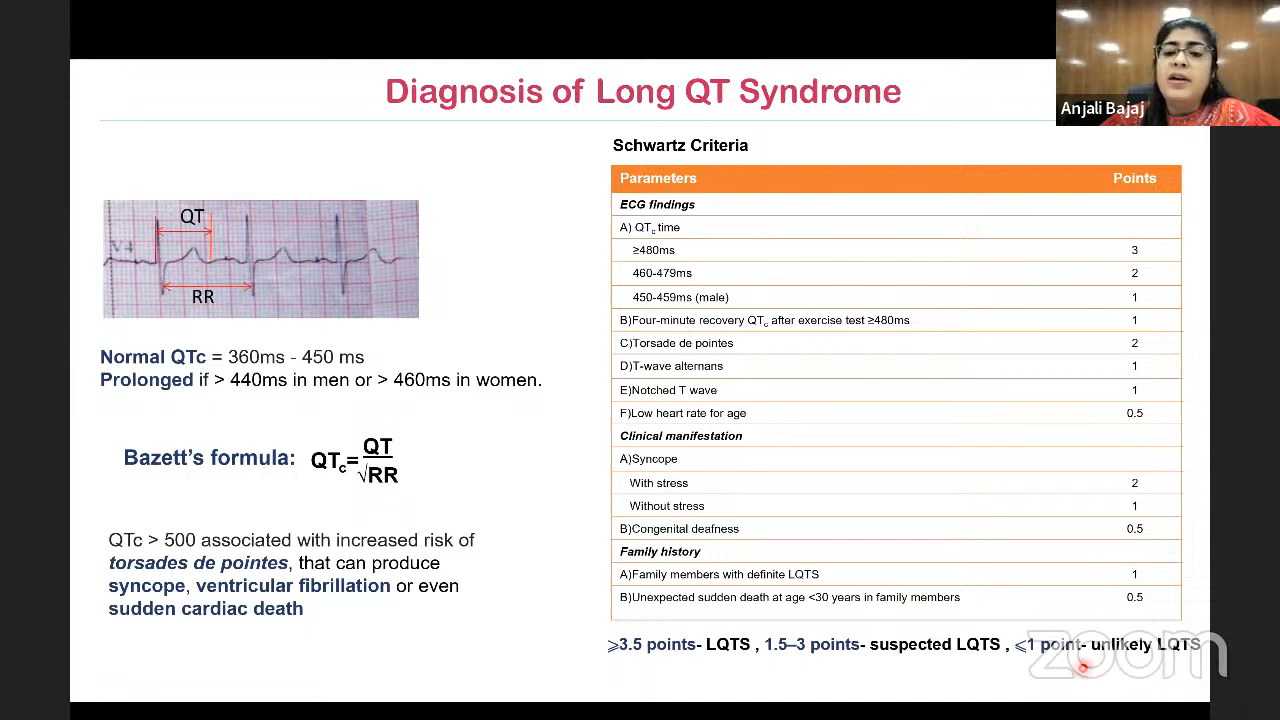 Diagnosis of Long QT Syndrome
Anjali Bajaj
QT
V4
RR
Normal QTc = 360ms - 450 ms
Prolonged if > 440ms in men or > 460ms in women.
Bazett's formula: QTc= QT
√RR
QTc > 500 associated with increased risk of
torsades de pointes, that can produce
syncope, ventricular fibrillation or even
sudden cardiac death
Schwartz Criteria
Parameters Points
ECG findings
A) QTc time
≥480ms 3
460-479ms 2
450-459ms (male) 1
B)Four-minute recovery QTc after exercise test ≥480ms 1
C)Torsade de pointes 2
D)T-wave alternans 1
E)Notched T wave 1
F)Low heart rate for age 0.5
Clinical manifestation
A)Syncope
With stress 2
Without stress 1
B)Congenital deafness 0.5
Family history
A)Family members with definite LQTS 1
B)Unexpected sudden death at age <30 years in family members 0.5
⩾3.5 points- LQTS , 1.5–3 points- suspected LQTS , ⩽1 point- unlikely LQTS
zoom